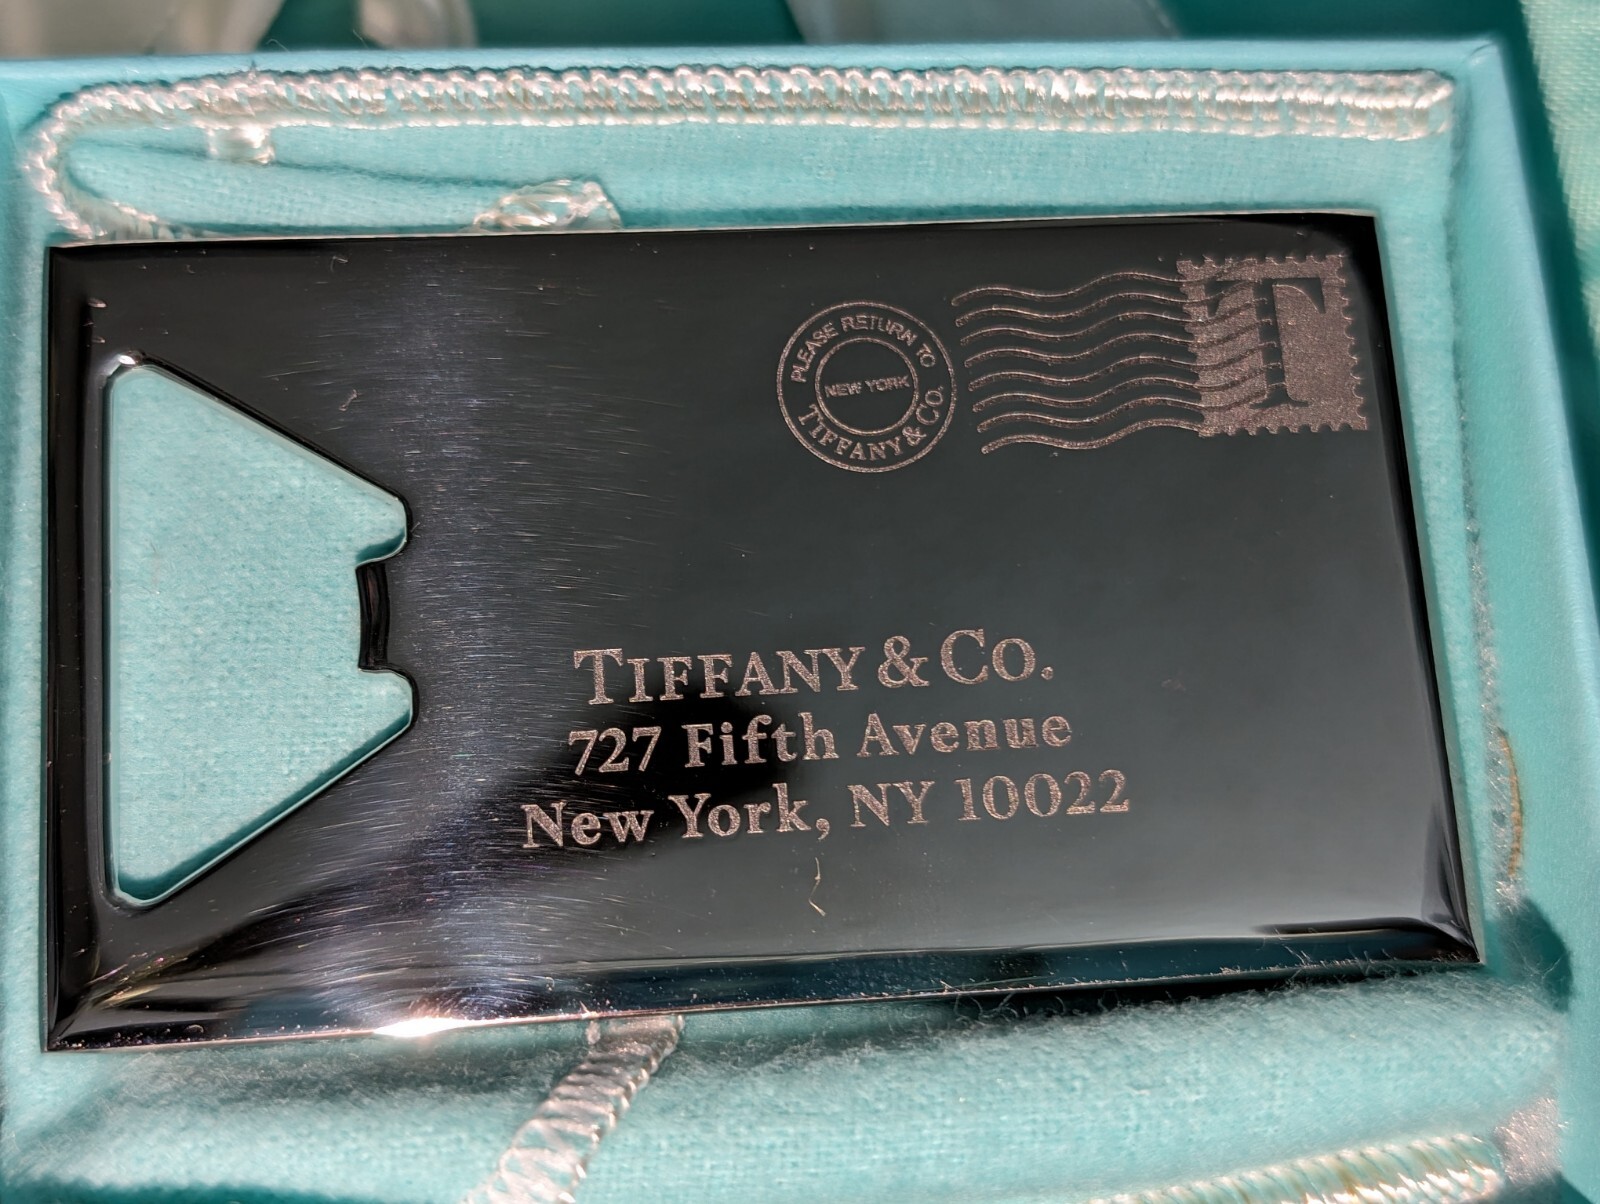 PLEASE RETURN TO
NEW YORK
TIFFANY & Co.
T
TIFFANY & Co.
727 Fifth Avenue
New York, NY 10022